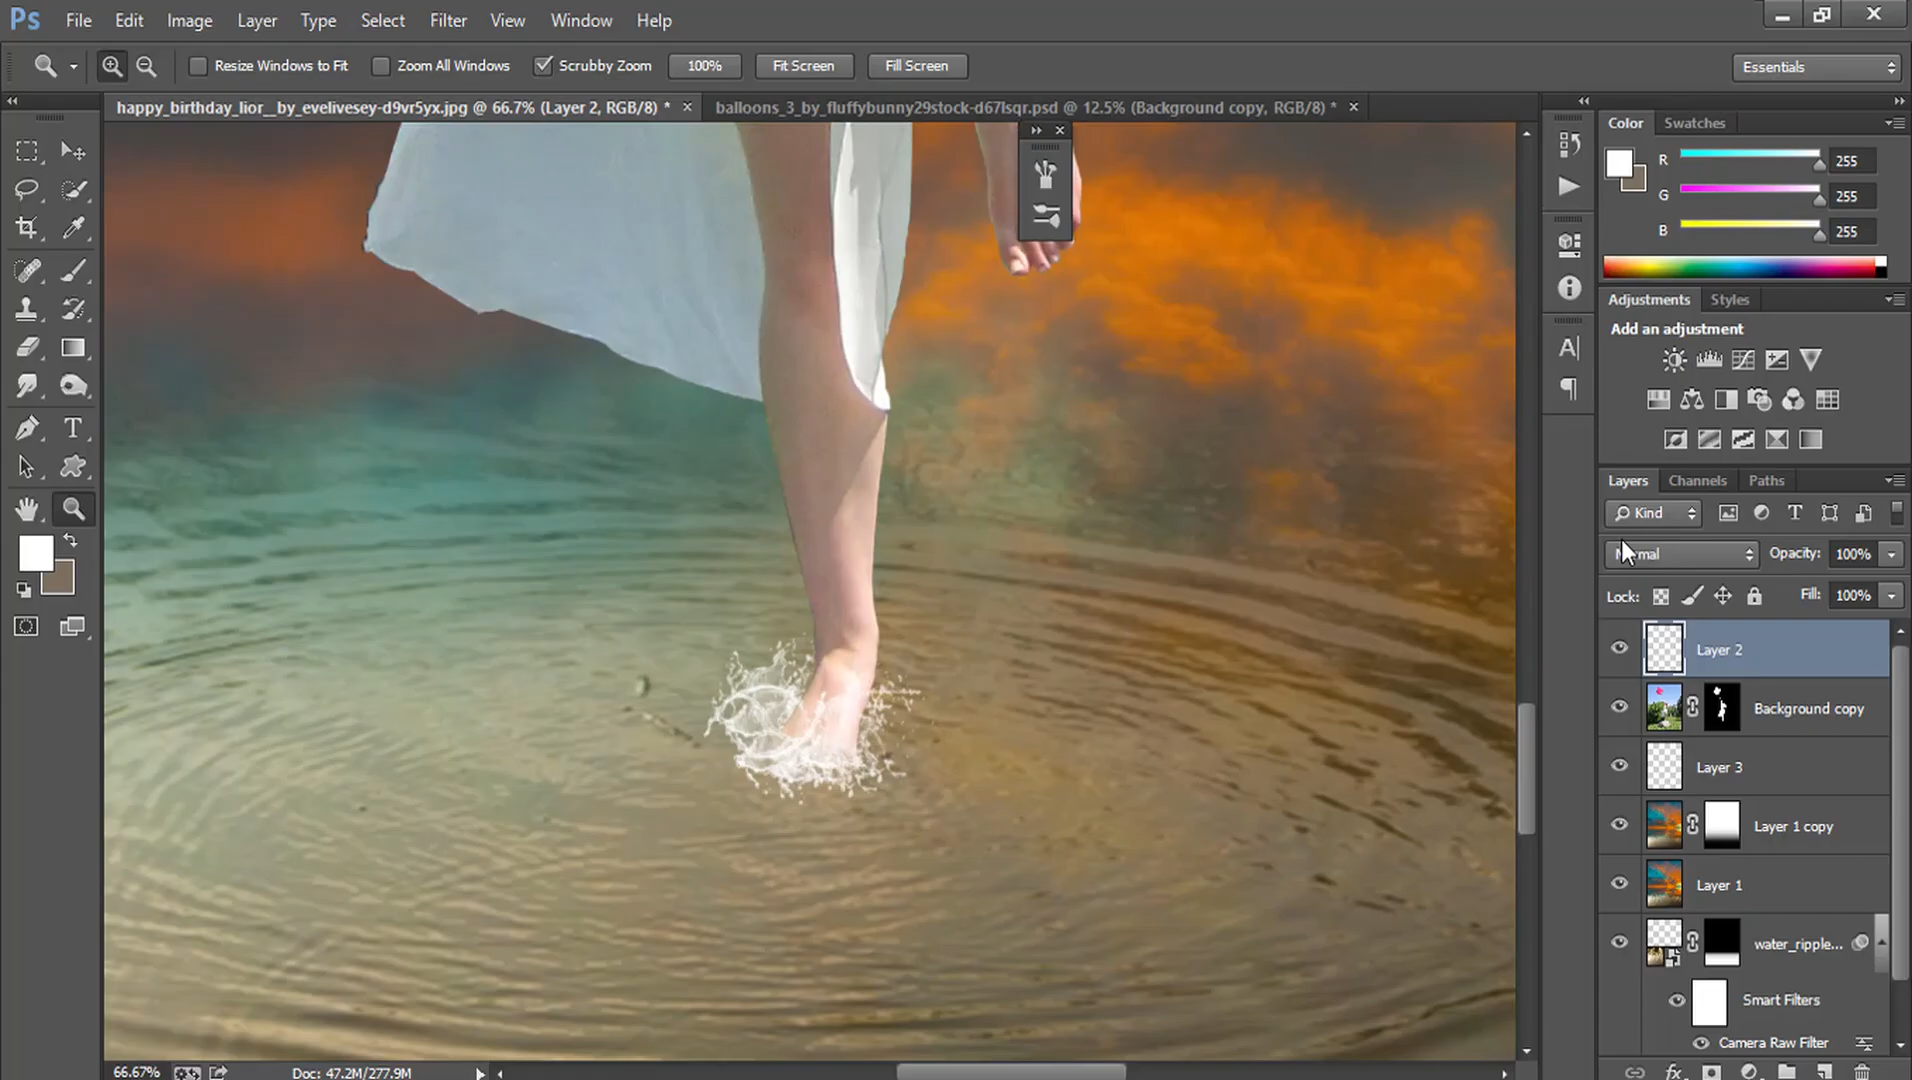 Ps File Edit Image Layer Type Select Filter View Window Help
Resize Windows to Fit Zoom All Windows Scrubby Zoom 100% Fit Screen Fill Screen Essentials
happy_birthday_lior__by_evelivesey-d9vr5yx.jpg @ 66.7% (Layer 2, RGB/8) * × balloons_3_by_fluffybunny29stock-d67lsqr.psd @ 12.5% (Background copy, RGB/8) * ×
Color Swatches
R 255
G 255
B 255
Adjustments Styles
Add an adjustment
Layers Channels Paths
Kind
Opacity: 100%
Lock: Fill: 100%
Layer 2
Background copy
Layer 3
Layer 1 copy
Layer 1
water_ripple...
Smart Filters
Camera Raw Filter
66.67% Doc: 47.2M/277.9M